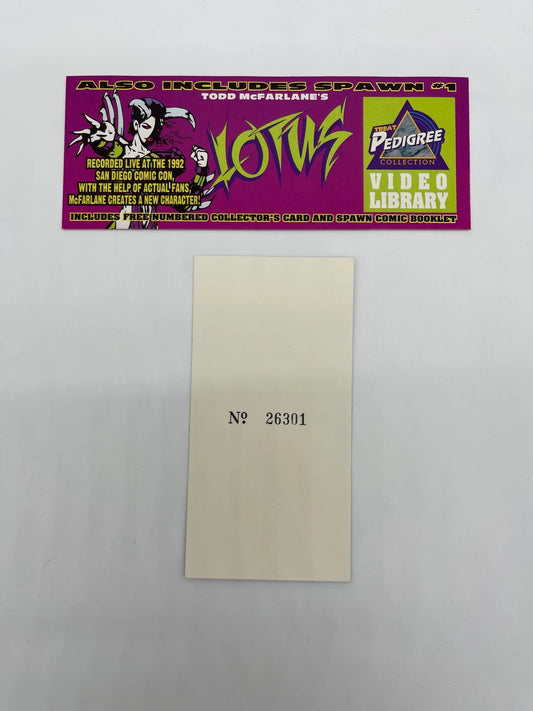 ALSO INCLUDES SPAWN #1
TODD McFARLANE'S
LOTUS
RECORDED LIVE AT THE 1992
SAN DIEGO COMIC CON,
WITH THE HELP OF ACTUAL FANS,
McFARLANE CREATES A NEW CHARACTER!
TREAT
PEDIGREE
COLLECTION
VIDEO
LIBRARY
INCLUDES FREE NUMBERED COLLECTOR'S CARD AND SPAWN COMIC BOOKLET
Nº 26301